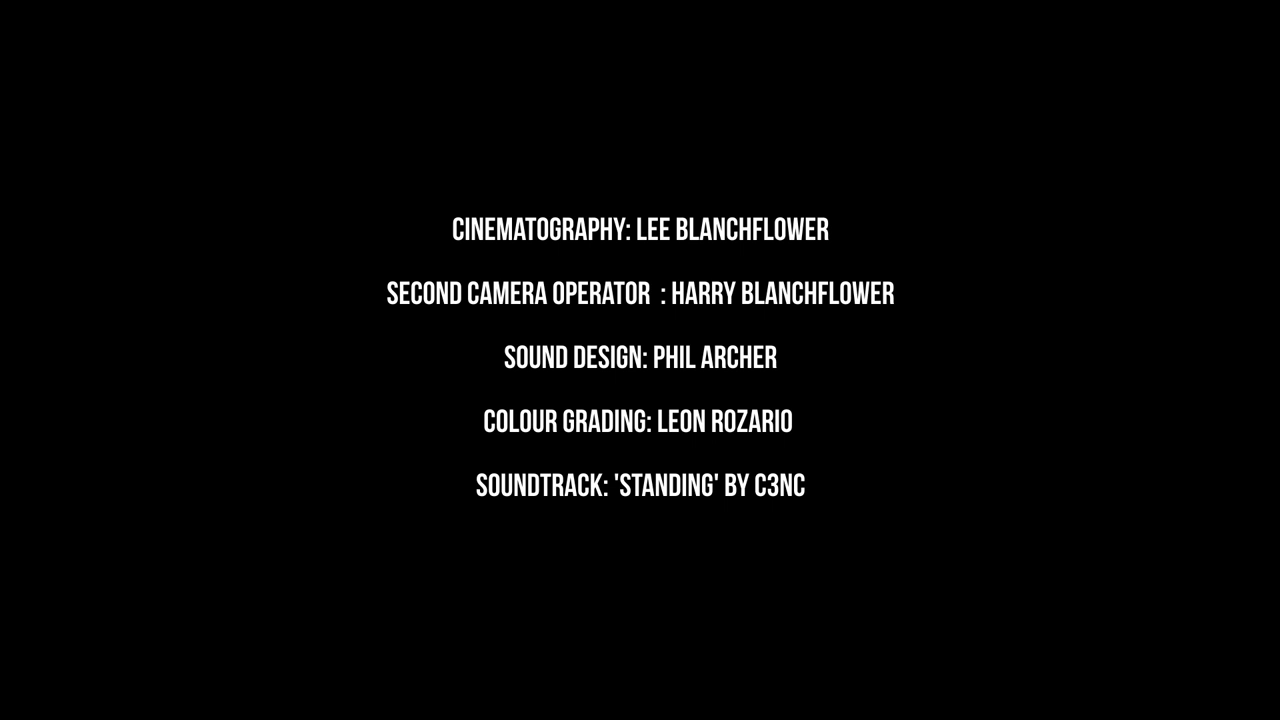 CINEMATOGRAPHY: LEE BLANCHFLOWER
SECOND CAMERA OPERATOR  : HARRY BLANCHFLOWER
SOUND DESIGN: PHIL ARCHER
COLOUR GRADING: LEON ROZARIO
SOUNDTRACK: 'STANDING' BY C3NC